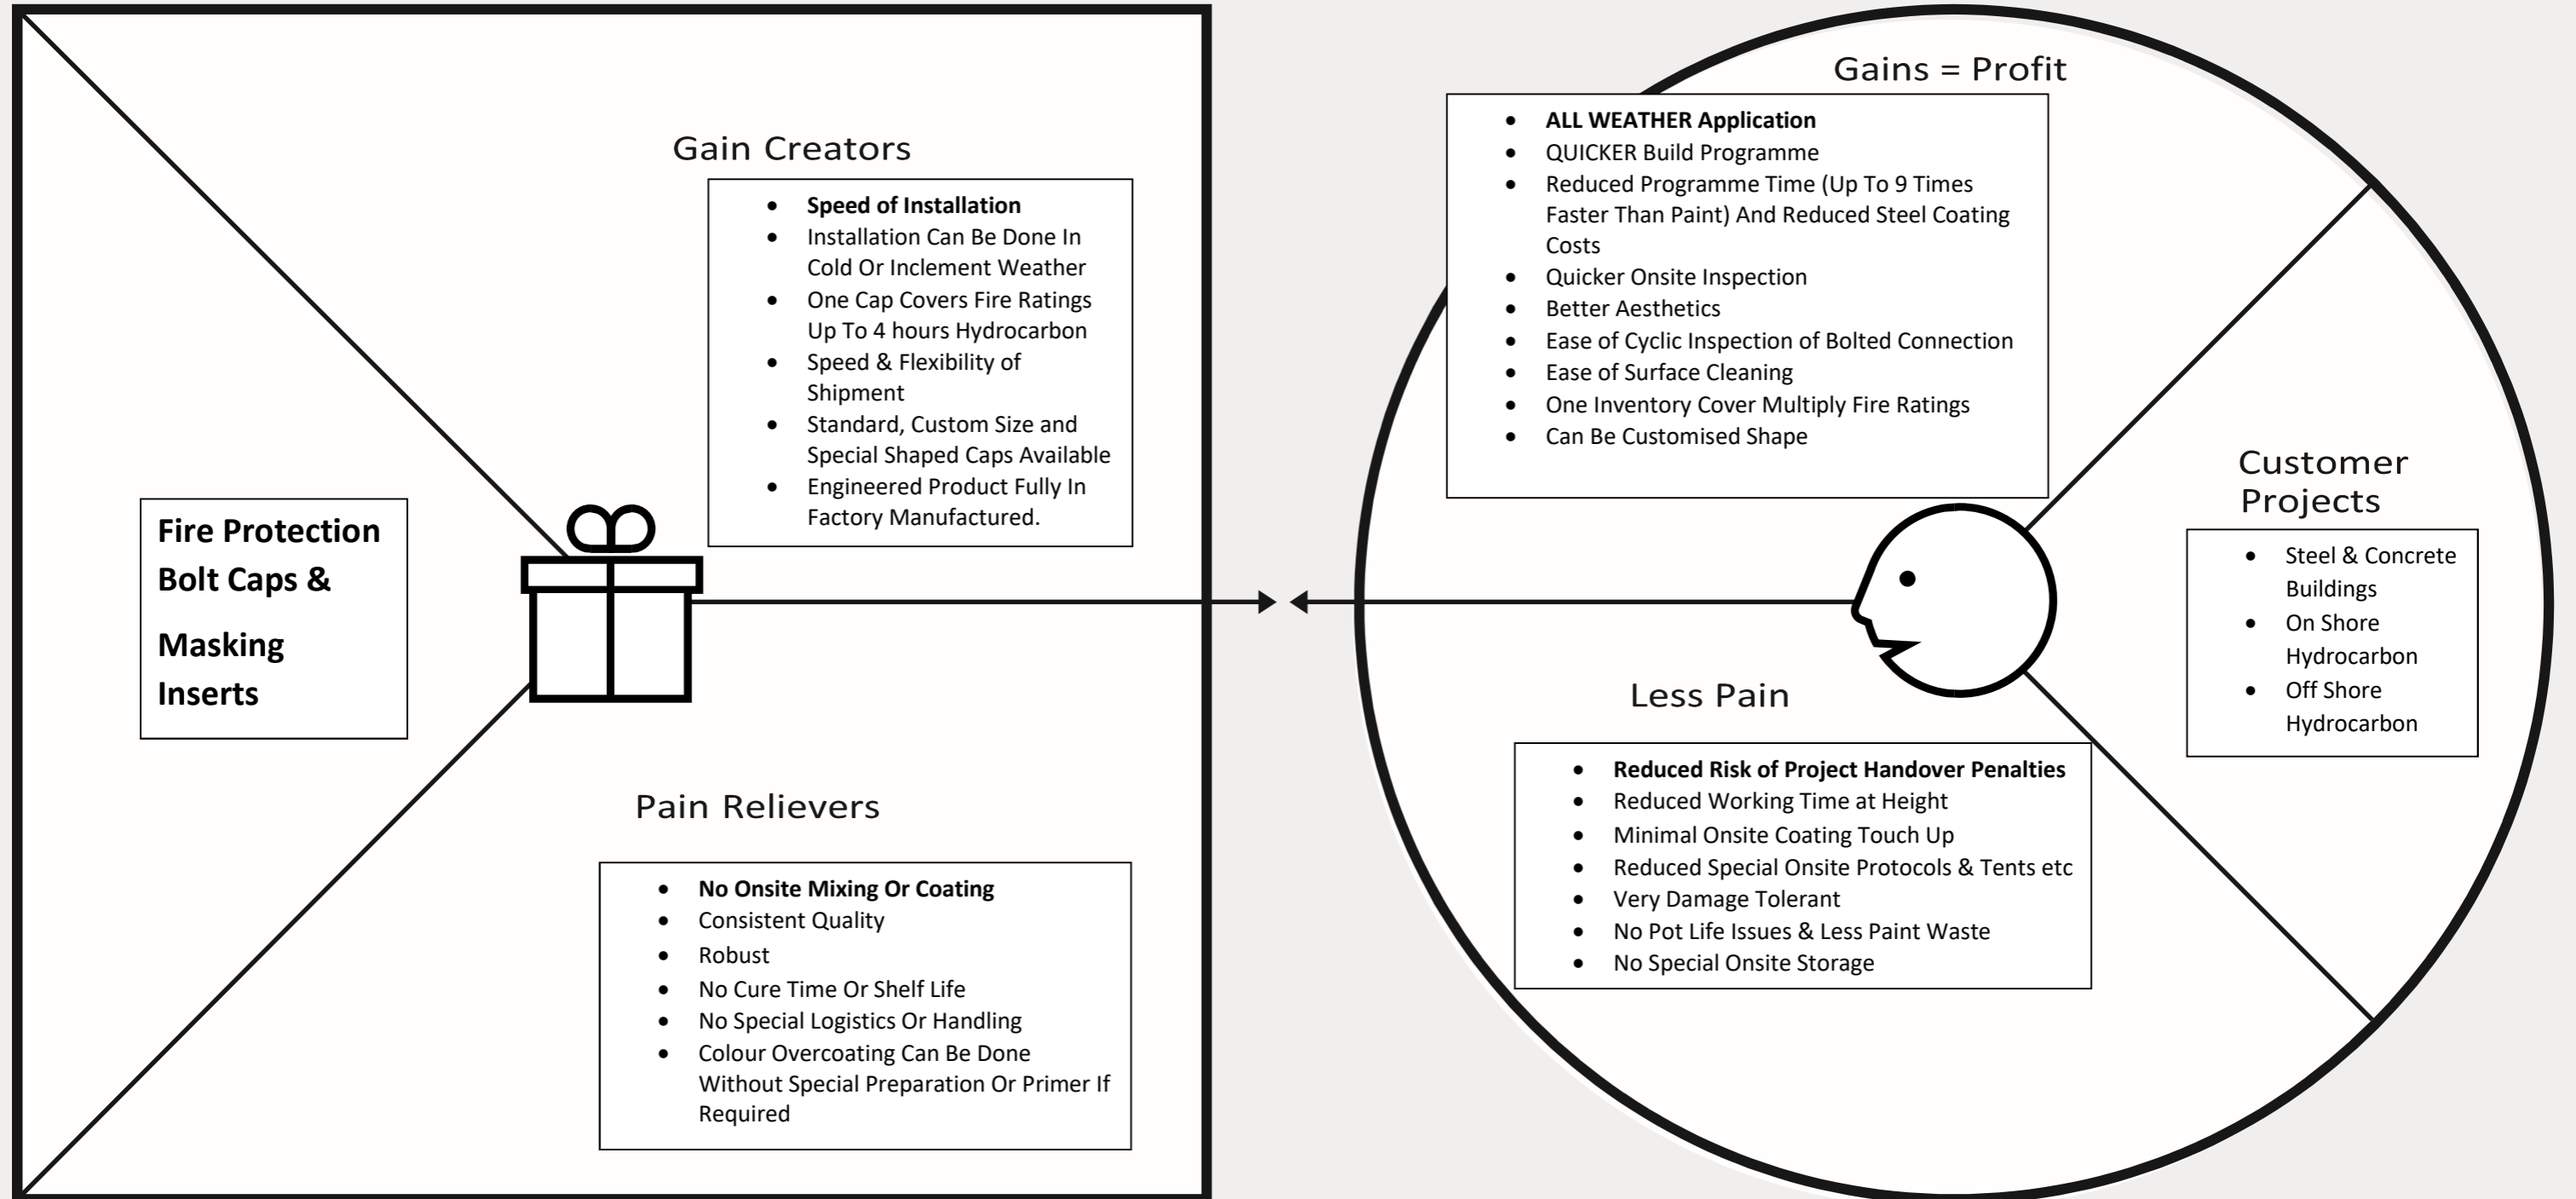 Gain Creators
• Speed of Installation
• Installation Can Be Done In
Cold Or Inclement Weather
• One Cap Covers Fire Ratings
Up To 4 hours Hydrocarbon
• Speed & Flexibility of
Shipment
• Standard, Custom Size and
Special Shaped Caps Available
• Engineered Product Fully In
Factory Manufactured.
Fire Protection
Bolt Caps &
Masking
Inserts
Pain Relievers
• No Onsite Mixing Or Coating
• Consistent Quality
• Robust
• No Cure Time Or Shelf Life
• No Special Logistics Or Handling
• Colour Overcoating Can Be Done
Without Special Preparation Or Primer If
Required
Gains = Profit
• ALL WEATHER Application
• QUICKER Build Programme
• Reduced Programme Time (Up To 9 Times
Faster Than Paint) And Reduced Steel Coating
Costs
• Quicker Onsite Inspection
• Better Aesthetics
• Ease of Cyclic Inspection of Bolted Connection
• Ease of Surface Cleaning
• One Inventory Cover Multiply Fire Ratings
• Can Be Customised Shape
Customer
Projects
• Steel & Concrete
Buildings
• On Shore
Hydrocarbon
• Off Shore
Hydrocarbon
Less Pain
• Reduced Risk of Project Handover Penalties
• Reduced Working Time at Height
• Minimal Onsite Coating Touch Up
• Reduced Special Onsite Protocols & Tents etc
• Very Damage Tolerant
• No Pot Life Issues & Less Paint Waste
• No Special Onsite Storage